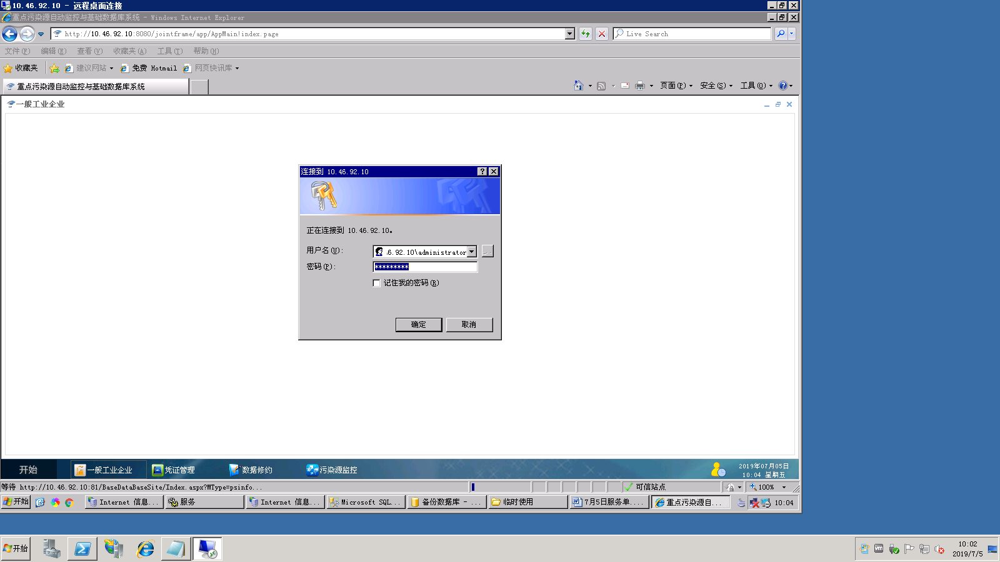 10.46.92.10 - 远程桌面连接
重点污染源自动监控与基础数据库系统 - Windows Internet Explorer
http://10.46.92.10:8080/jointframe/app/AppMain!index.page
Live Search
文件(F) 编辑(E) 查看(V) 收藏夹(A) 工具(T) 帮助(H)
收藏夹 建议网站 免费 Hotmail 网页快讯库
重点污染源自动监控与基础数据库系统
页面(P) 安全(S) 工具(O)
一般工业企业
连接到 10.46.92.10
正在连接到 10.46.92.10。
用户名(U): 6.92.10\administrator
密码(P): *********
记住我的密码(R)
确定 取消
开始 一般工业企业 凭证管理 数据修约 污染源监控
2019年07月05日
10:04 星期五
等待 http://10.46.92.10:81/BaseDataBaseSite/Index.aspx?MType=psinfo... 可信站点 100%
开始 Internet 信息... 服务 Internet 信息... Microsoft SQL... 备份数据库 - ... 临时使用 7月5日服务单.... 重点污染源自... 10:04
开始
10:02
2019/7/5